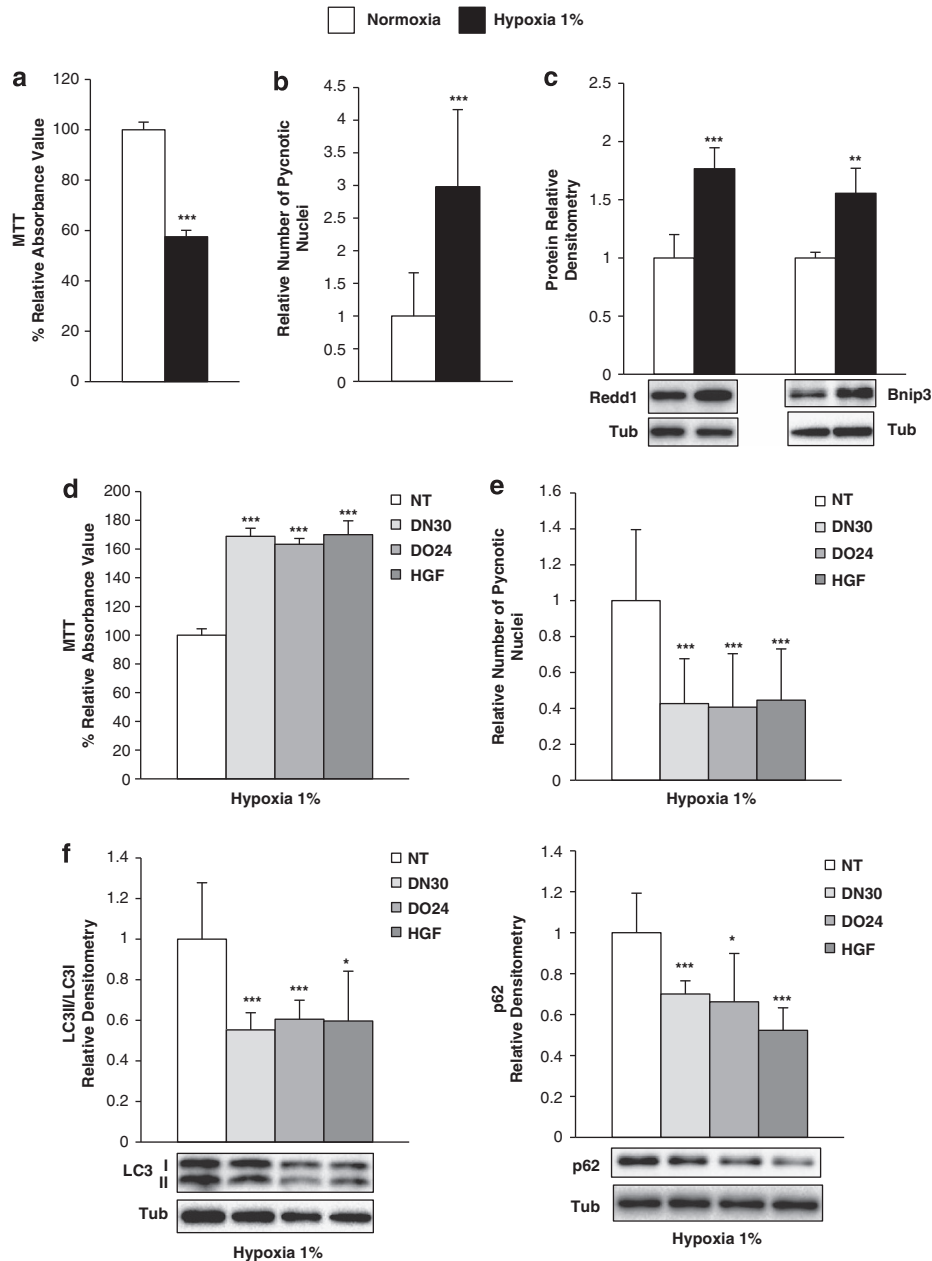 Normoxia Hypoxia 1%
a
MTT
% Relative Absorbance Value
120
100
80
60
40
20
0
***
b
Relative Number of Pycnotic
Nuclei
4.5
4
3.5
3
2.5
2
1.5
1
0.5
0
***
c
Protein Relative
Densitometry
2.5
2
1.5
1
0.5
0
***
**
Redd1
Tub
Bnip3
Tub
d
MTT
% Relative Absorbance Value
200
180
160
140
120
100
80
60
40
20
0
***
***
***
NT
DN30
DO24
HGF
Hypoxia 1%
e
Relative Number of Pycnotic
Nuclei
1.6
1.4
1.2
1
0.8
0.6
0.4
0.2
0
***
***
***
NT
DN30
DO24
HGF
Hypoxia 1%
f
LC3II/LC3I
Relative Densitometry
1.4
1.2
1
0.8
0.6
0.4
0.2
0
***
***
*
NT
DN30
DO24
HGF
LC3 I
II
Tub
Hypoxia 1%
p62
Relative Densitometry
1.4
1.2
1
0.8
0.6
0.4
0.2
0
***
*
***
NT
DN30
DO24
HGF
p62
Tub
Hypoxia 1%